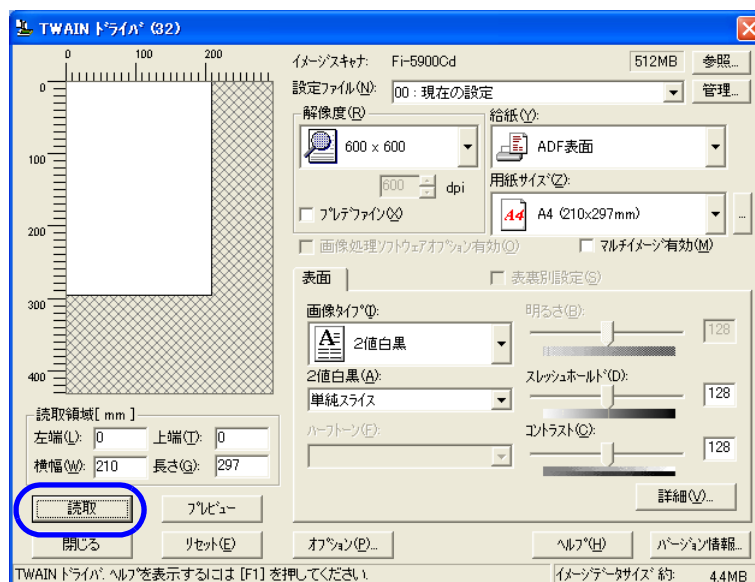 TWAIN ﾄﾞﾗｲﾊﾞ (32)
0 100 200
0
100
200
300
400
ｲﾒｰｼﾞｽｷｬﾅ: Fi-5900Cd 512MB 参照...
設定ﾌｧｲﾙ(N): 00 : 現在の設定 管理...
解像度(R)
600 × 600
600 dpi
ﾌﾟﾚﾃﾞﾌｧｲﾝ(X)
給紙(Y):
ADF表面
用紙ｻｲｽﾞ(Z):
A4 A4 (210x297mm) ...
画像処理ｿﾌﾄｳｪｱｵﾌﾟｼｮﾝ有効(O) ﾏﾙﾁｲﾒｰｼﾞ有効(M)
表面 表裏別設定(S)
画像ﾀｲﾌﾟ(I):
A 2値白黒
2値白黒(A):
単純ｽﾗｲｽ
ﾊｰﾌﾄｰﾝ(F):
明るさ(B):
128
ｽﾚｯｼｭﾎｰﾙﾄﾞ(D):
128
ｺﾝﾄﾗｽﾄ(C):
128
詳細(V)...
読取領域[ mm ]
左端(L): 0 上端(T): 0
横幅(W): 210 長さ(G): 297
読取 ﾌﾟﾚﾋﾞｭｰ
閉じる ﾘｾｯﾄ(E) ｵﾌﾟｼｮﾝ(P)... ﾍﾙﾌﾟ(H) ﾊﾞｰｼﾞｮﾝ情報...
TWAIN ﾄﾞﾗｲﾊﾞ. ﾍﾙﾌﾟを表示するには [F1] を押してください. ｲﾒｰｼﾞﾃﾞｰﾀｻｲｽﾞ 約: 4.4MB